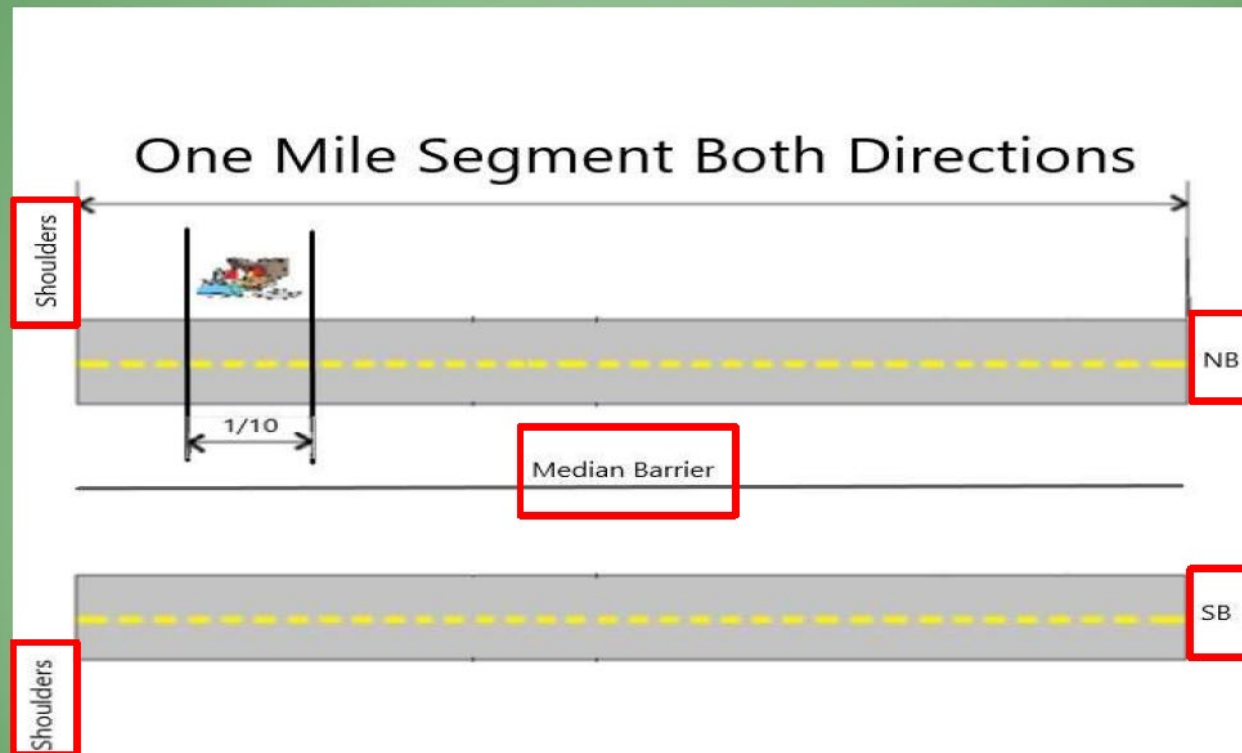 One Mile Segment Both Directions
Shoulders
NB
1/10
Median Barrier
SB
Shoulders